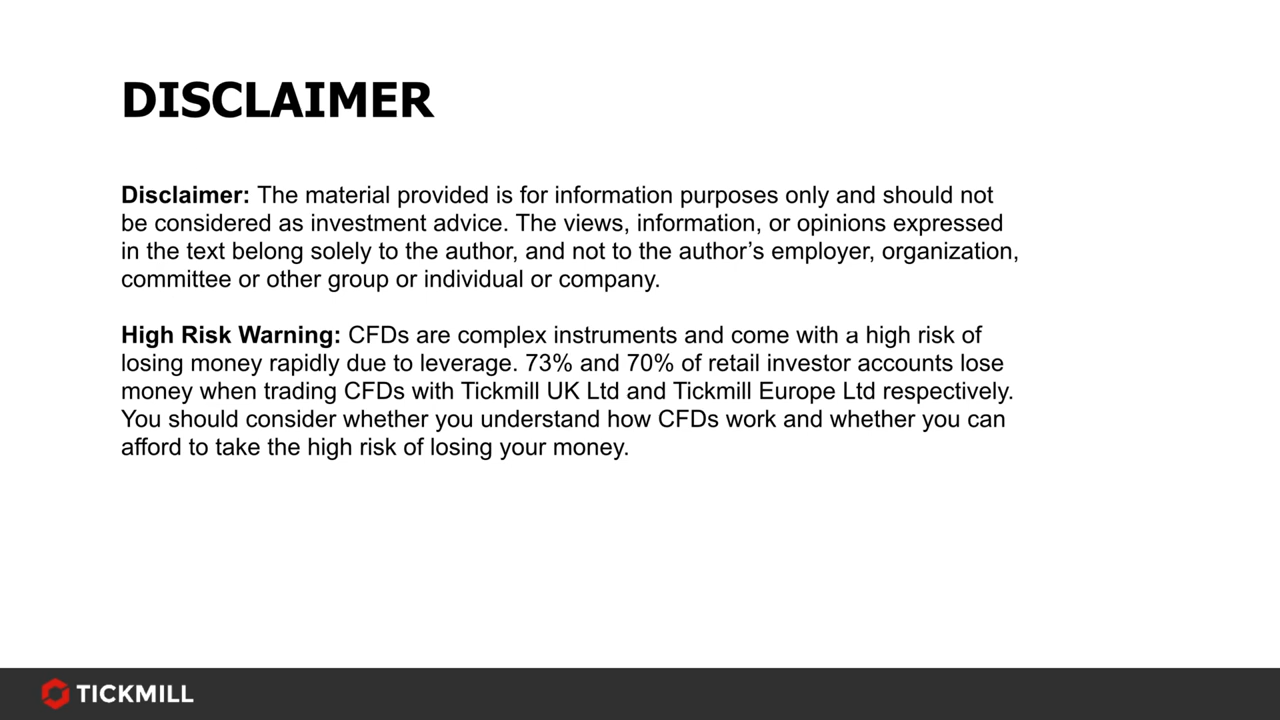 DISCLAIMER
Disclaimer: The material provided is for information purposes only and should not
be considered as investment advice. The views, information, or opinions expressed
in the text belong solely to the author, and not to the author’s employer, organization,
committee or other group or individual or company.
High Risk Warning: CFDs are complex instruments and come with a high risk of
losing money rapidly due to leverage. 73% and 70% of retail investor accounts lose
money when trading CFDs with Tickmill UK Ltd and Tickmill Europe Ltd respectively.
You should consider whether you understand how CFDs work and whether you can
afford to take the high risk of losing your money.
TICKMILL